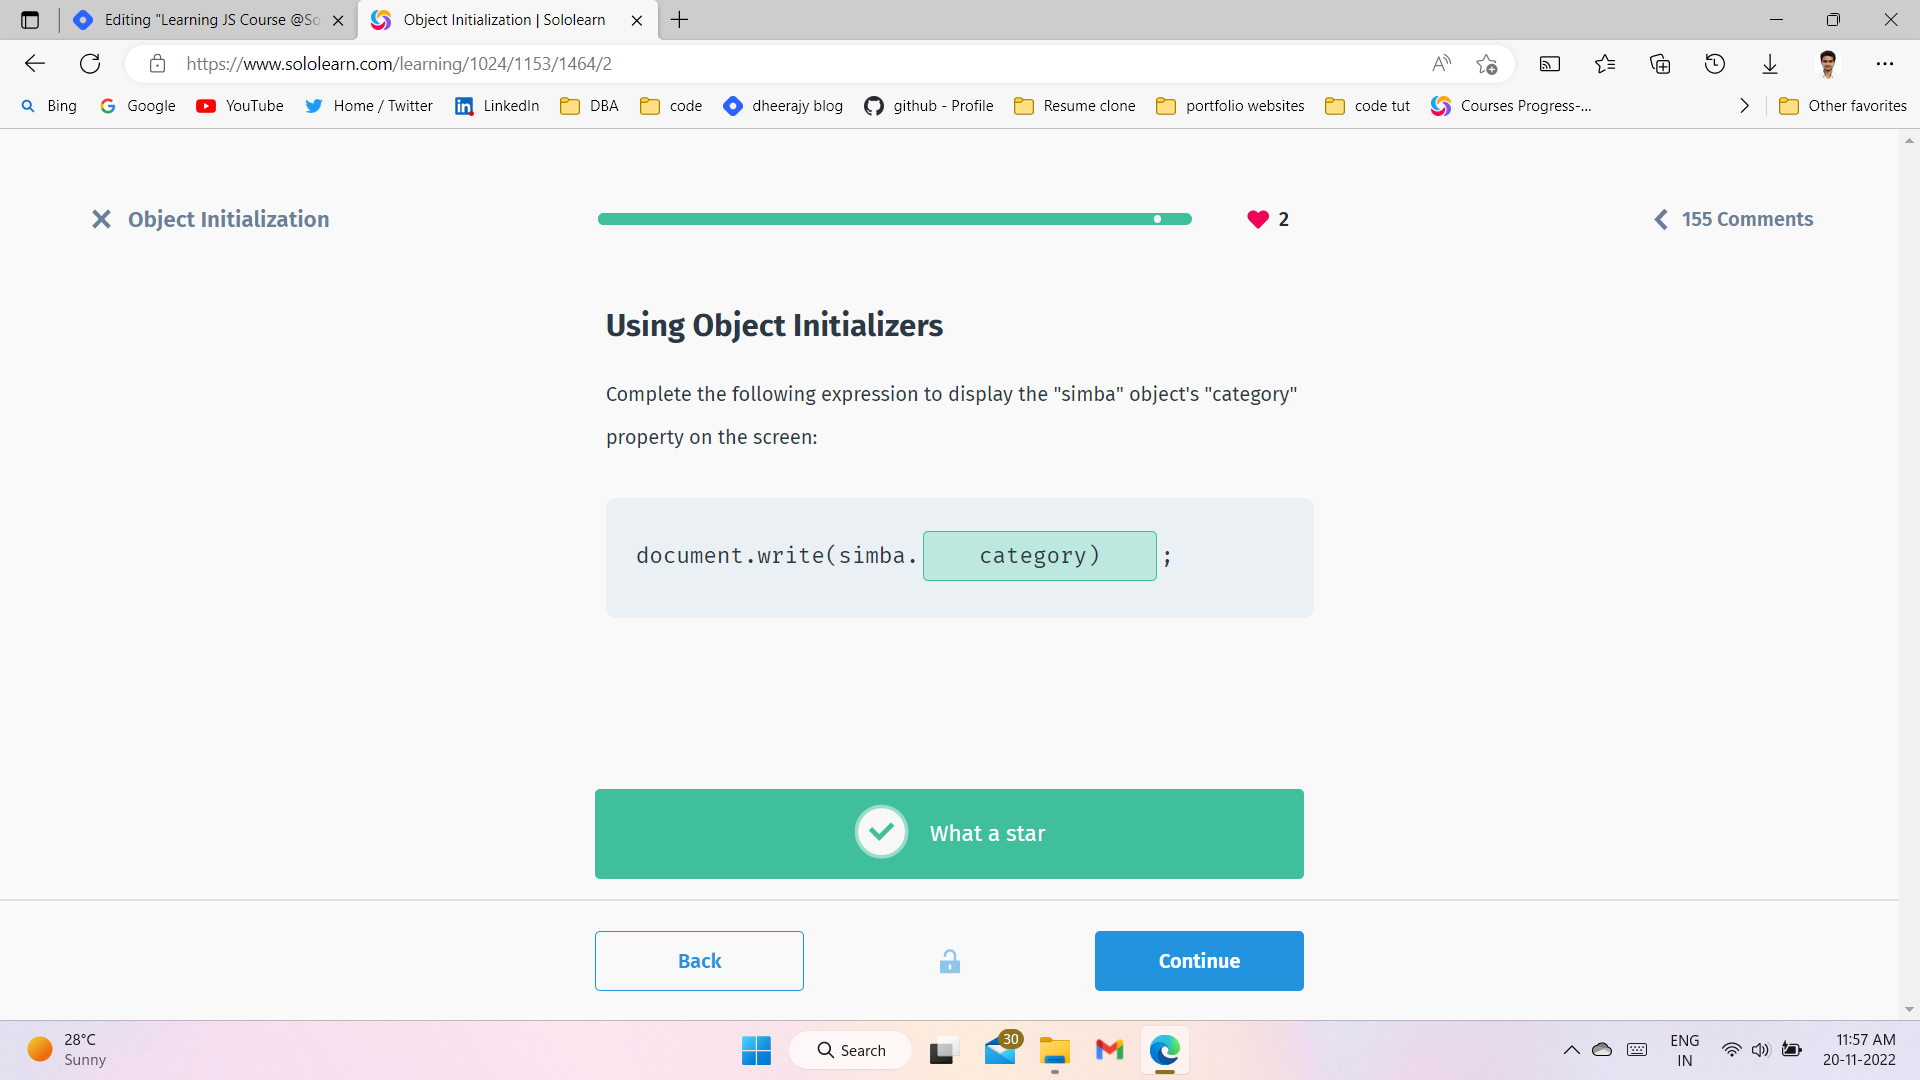 Editing "Learning JS Course @So
Object Initialization | Sololearn
https://www.sololearn.com/learning/1024/1153/1464/2
Bing
Google
YouTube
Home / Twitter
LinkedIn
DBA
code
dheerajy blog
github - Profile
Resume clone
portfolio websites
code tut
Courses Progress-...
Other favorites
Object Initialization
2
155 Comments
Using Object Initializers
Complete the following expression to display the "simba" object's "category"
property on the screen:
document.write(simba. category) ;
What a star
Back
Continue
28°C
Sunny
Search
30
ENG
IN
11:57 AM
20-11-2022